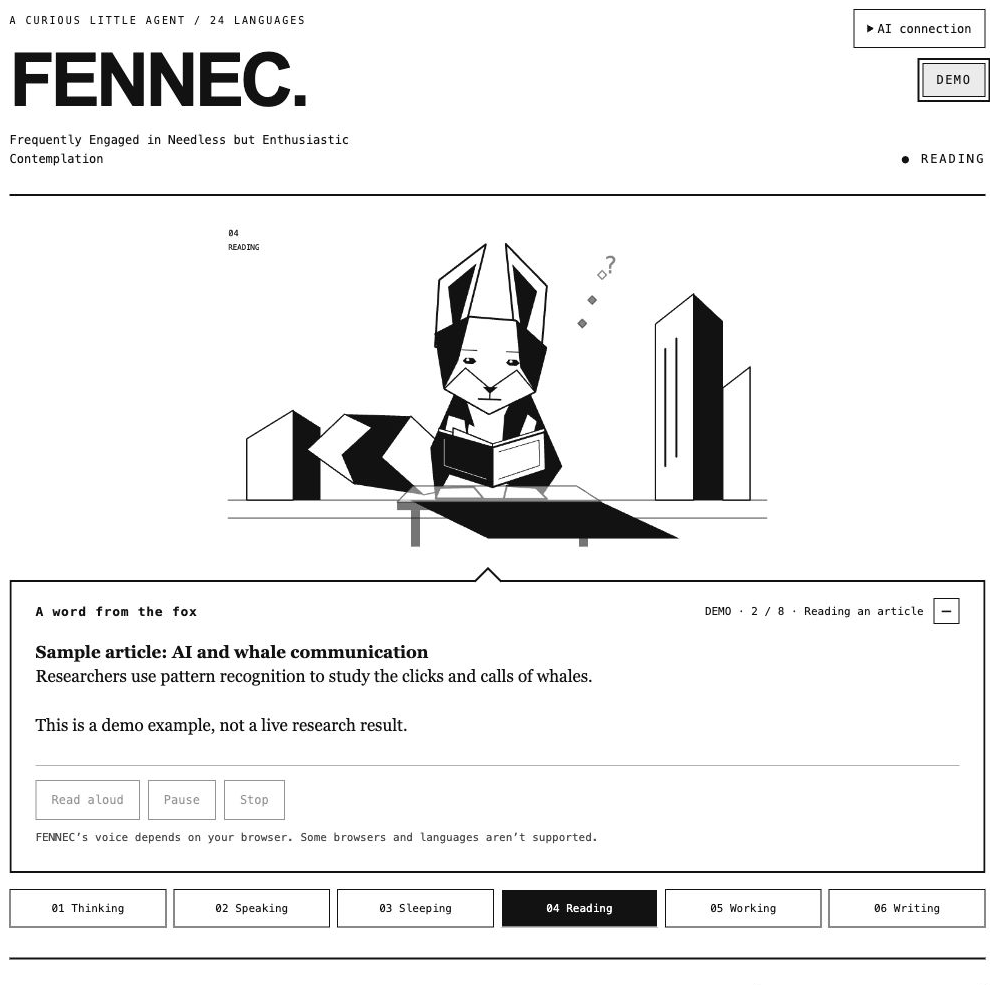 A CURIOUS LITTLE AGENT / 24 LANGUAGES
AI connection
FENNEC.
DEMO
Frequently Engaged in Needless but Enthusiastic
Contemplation
READING
04
READING
?
A word from the fox
DEMO · 2 / 8 · Reading an article
Sample article: AI and whale communication
Researchers use pattern recognition to study the clicks and calls of whales.
This is a demo example, not a live research result.
Read aloud
Pause
Stop
FENNEC’s voice depends on your browser. Some browsers and languages aren’t supported.
01 Thinking
02 Speaking
03 Sleeping
04 Reading
05 Working
06 Writing